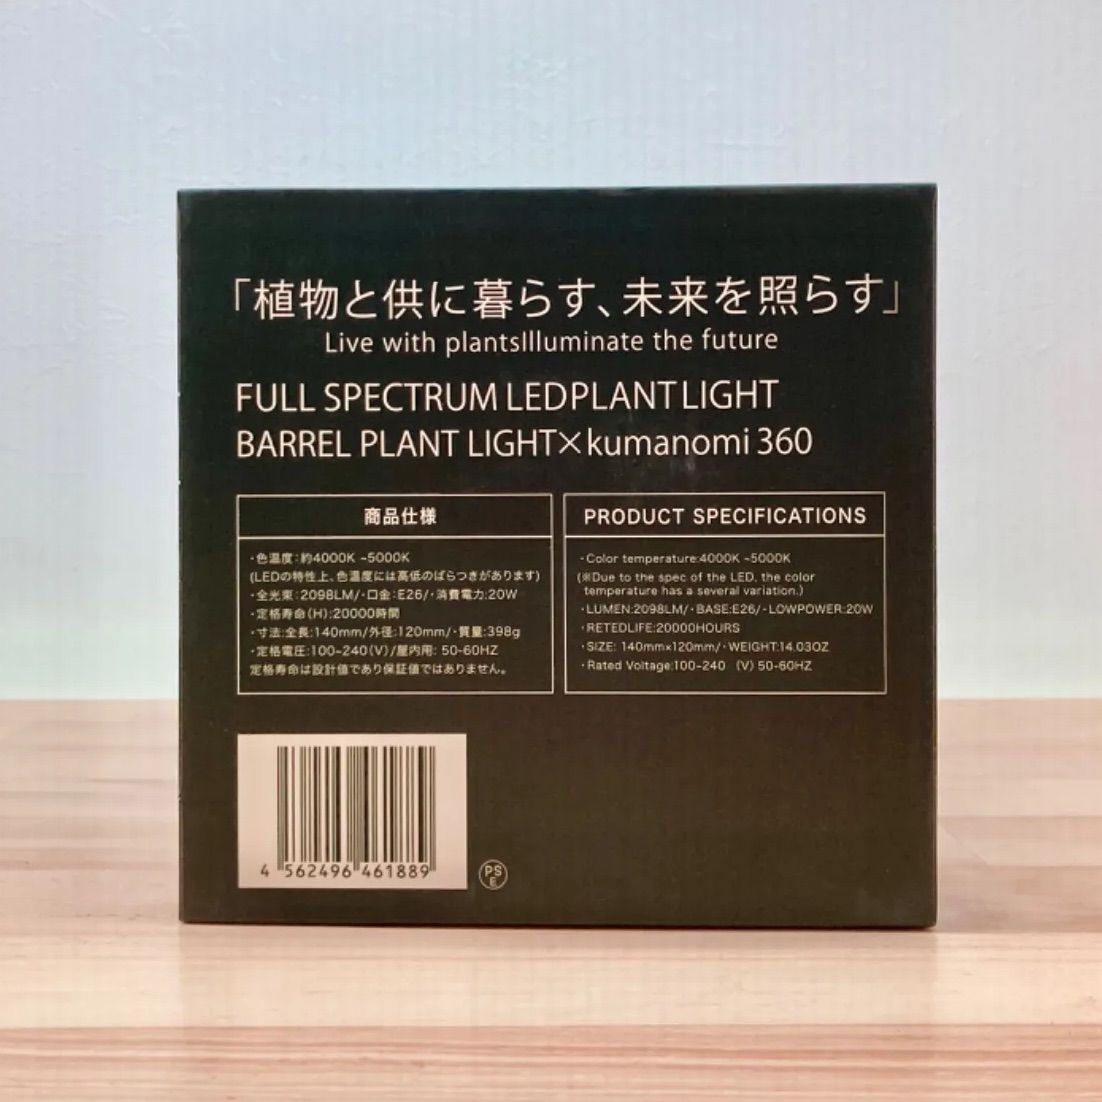 「植物と供に暮らす、未来を照らす」
Live with plantsIlluminate the future
FULL SPECTRUM LEDPLANTLIGHT
BARREL PLANT LIGHT×kumanomi 360
商品仕様
・色温度:約4000K ~5000K
(LEDの特性上、色温度には高低のばらつきがあります)
・全光束:2098LM/・口金:E26/・消費電力:20W
・定格寿命(H):20000時間
・寸法:全長:140mm/外径:120mm/・質量:398g
・定格電圧:100-240(V)/屋内用: 50-60HZ
定格寿命は設計値であり保証値ではありません。
PRODUCT SPECIFICATIONS
・Color temperature:4000K ~5000K
(※Due to the spec of the LED, the color
temperature has a several variation.)
・LUMEN:2098LM/・BASE:E26/・LOWPOWER:20W
・RETEDLIFE:20000HOURS
・SIZE: 140mm×120mm/・WEIGHT:14.03OZ
・Rated Voltage:100-240 (V) 50-60HZ
4 562496 461889
PS
E